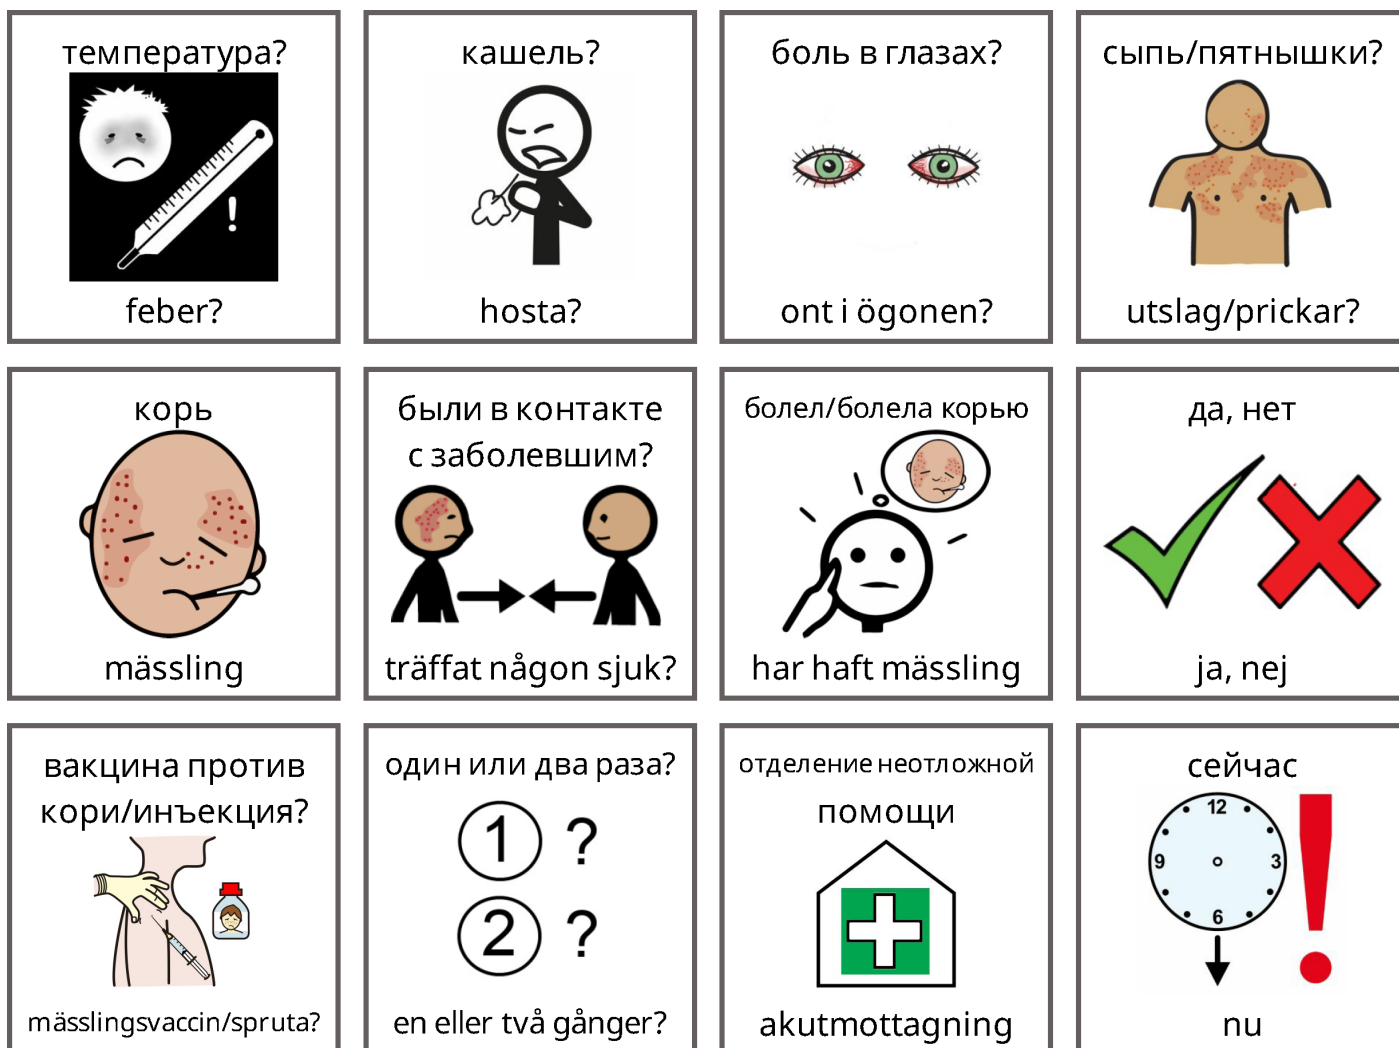 температура?
feber?
кашель?
hosta?
боль в глазах?
ont i ögonen?
сыпь/пятнышки?
utslag/prickar?
корь
mässling
были в контакте
с заболевшим?
träffat någon sjuk?
болел/болела корью
har haft mässling
да, нет
ja, nej
вакцина против
кори/инъекция?
mässlingsvaccin/spruta?
один или два раза?
1 ?
2 ?
en eller två gånger?
отделение неотложной
помощи
akutmottagning
сейчас
12
9 3
6
nu